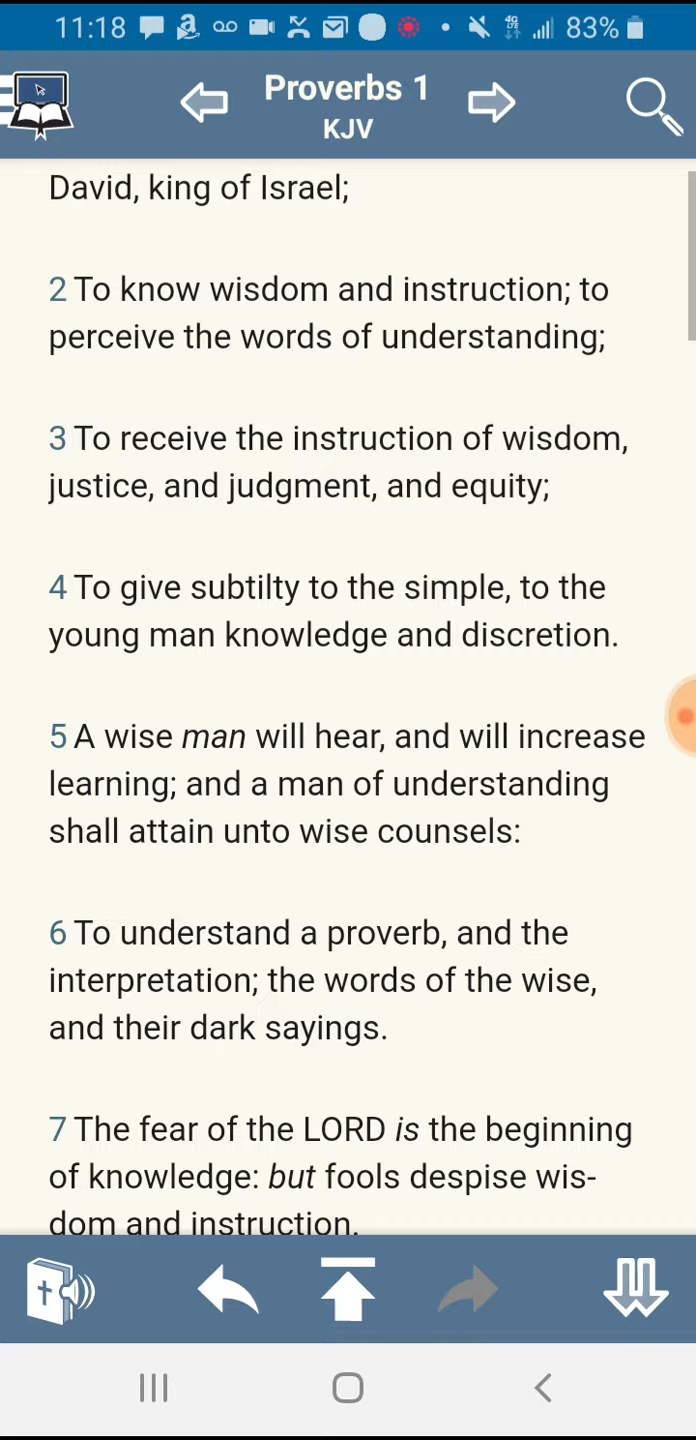 11:18 4G LTE 83%
Proverbs 1
KJV
David, king of Israel;
2 To know wisdom and instruction; to
perceive the words of understanding;
3 To receive the instruction of wisdom,
justice, and judgment, and equity;
4 To give subtilty to the simple, to the
young man knowledge and discretion.
5 A wise man will hear, and will increase
learning; and a man of understanding
shall attain unto wise counsels:
6 To understand a proverb, and the
interpretation; the words of the wise,
and their dark sayings.
7 The fear of the LORD is the beginning
of knowledge: but fools despise wis-
dom and instruction.